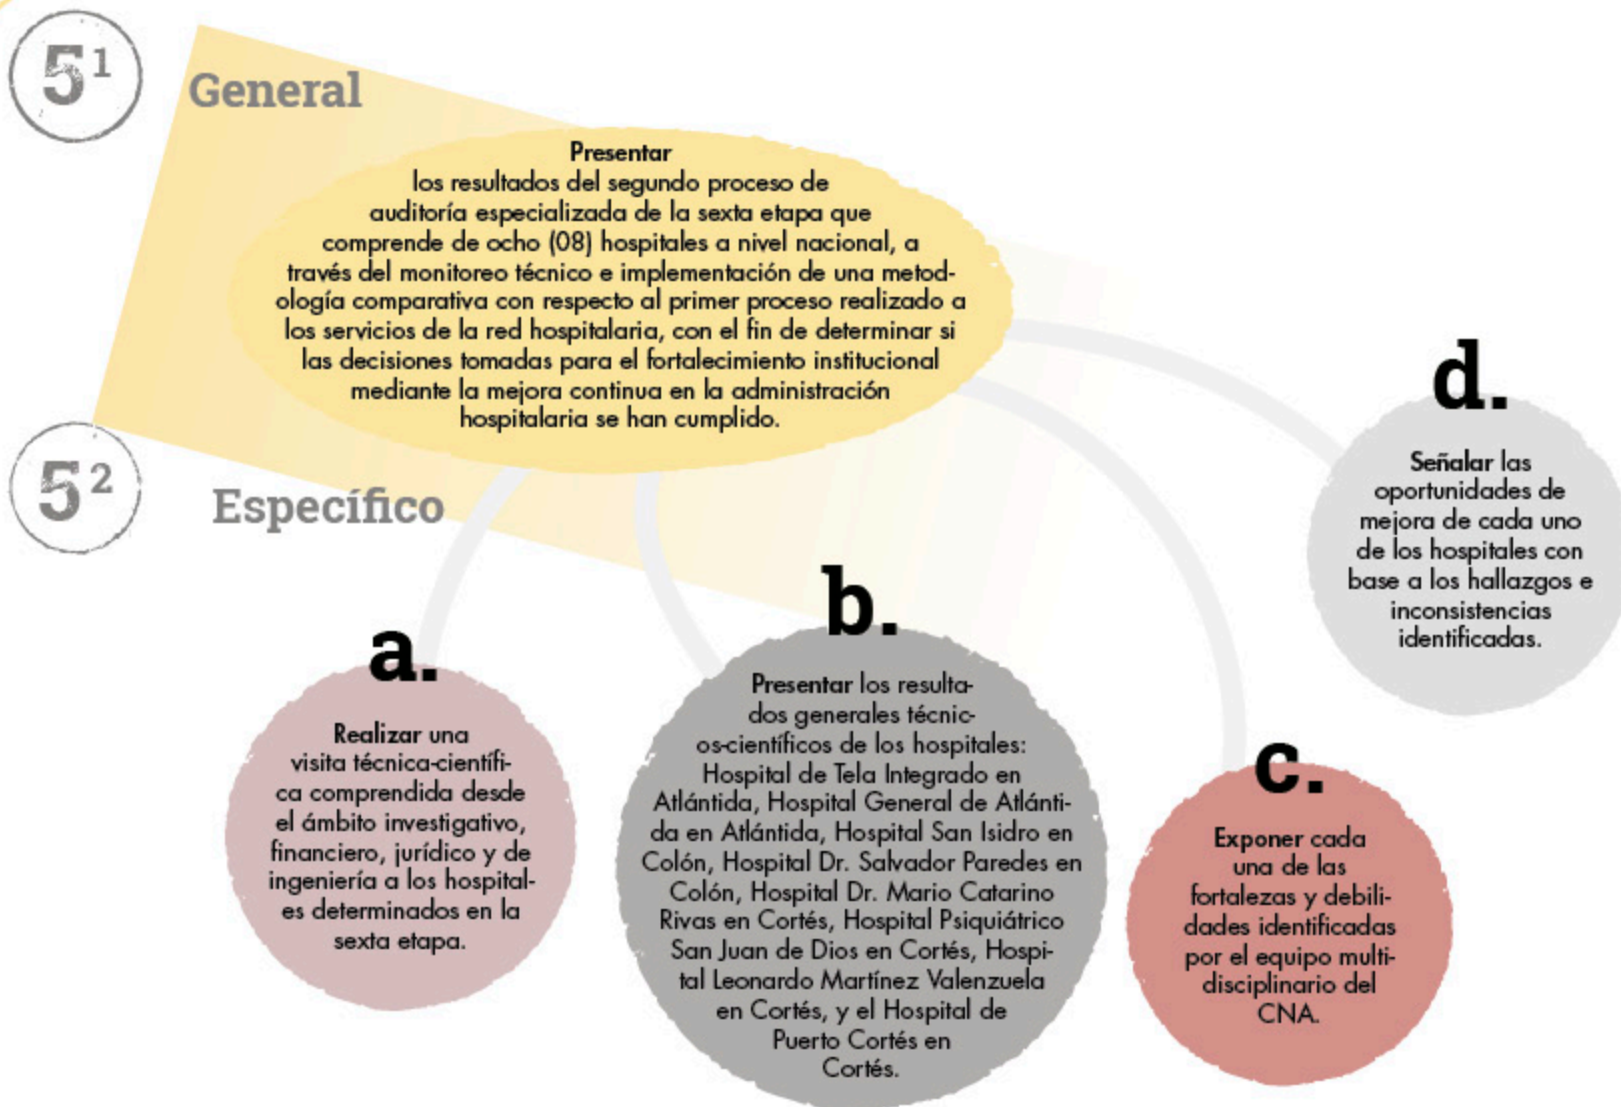 5¹
General
Presentar
los resultados del segundo proceso de
auditoría especializada de la sexta etapa que
comprende de ocho (08) hospitales a nivel nacional, a
través del monitoreo técnico e implementación de una metod-
ología comparativa con respecto al primer proceso realizado a
los servicios de la red hospitalaria, con el fin de determinar si
las decisiones tomadas para el fortalecimiento institucional
mediante la mejora continua en la administración
hospitalaria se han cumplido.
5²
Específico
a.
Realizar una
visita técnica-científi-
ca comprendida desde
el ámbito investigativo,
financiero, jurídico y de
ingeniería a los hospital-
es determinados en la
sexta etapa.
b.
Presentar los resulta-
dos generales técnic-
os-científicos de los hospitales:
Hospital de Tela Integrado en
Atlántida, Hospital General de Atlánti-
da en Atlántida, Hospital San Isidro en
Colón, Hospital Dr. Salvador Paredes en
Colón, Hospital Dr. Mario Catarino
Rivas en Cortés, Hospital Psiquiátrico
San Juan de Dios en Cortés, Hospi-
tal Leonardo Martínez Valenzuela
en Cortés, y el Hospital de
Puerto Cortés en
Cortés.
c.
Exponer cada
una de las
fortalezas y debili-
dades identificadas
por el equipo multi-
disciplinario del
CNA.
d.
Señalar las
oportunidades de
mejora de cada uno
de los hospitales con
base a los hallazgos e
inconsistencias
identificadas.